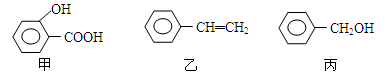 OH
COOH
CH=CH₂
CH₂OH
甲 乙 丙